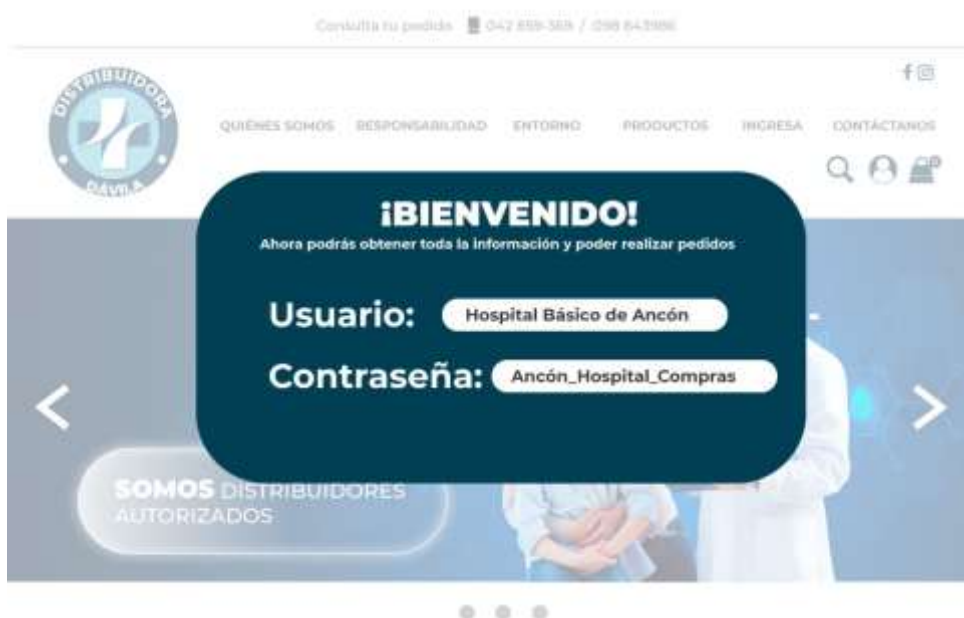 Consulta tu pedido 042 859-369 / 098 643986
DISTRIBUIDORA
DÁVILA
QUIÉNES SOMOS RESPONSABILIDAD ENTORNO PRODUCTOS INGRESA CONTÁCTANOS
¡BIENVENIDO!
Ahora podrás obtener toda la información y poder realizar pedidos
Usuario: Hospital Básico de Ancón
Contraseña: Ancón_Hospital_Compras
SOMOS DISTRIBUIDORES
AUTORIZADOS